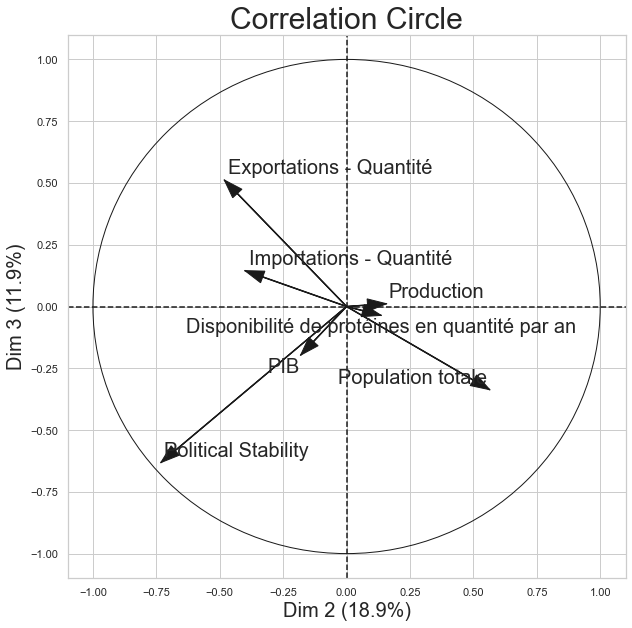 Correlation Circle
1.00
0.75
0.50
0.25
0.00
−0.25
−0.50
−0.75
−1.00
Dim 3 (11.9%)
Exportations - Quantité
Importations - Quantité
Production
Disponibilité de protéines en quantité par an
PIB
Population totale
Political Stability
−1.00 −0.75 −0.50 −0.25 0.00 0.25 0.50 0.75 1.00
Dim 2 (18.9%)